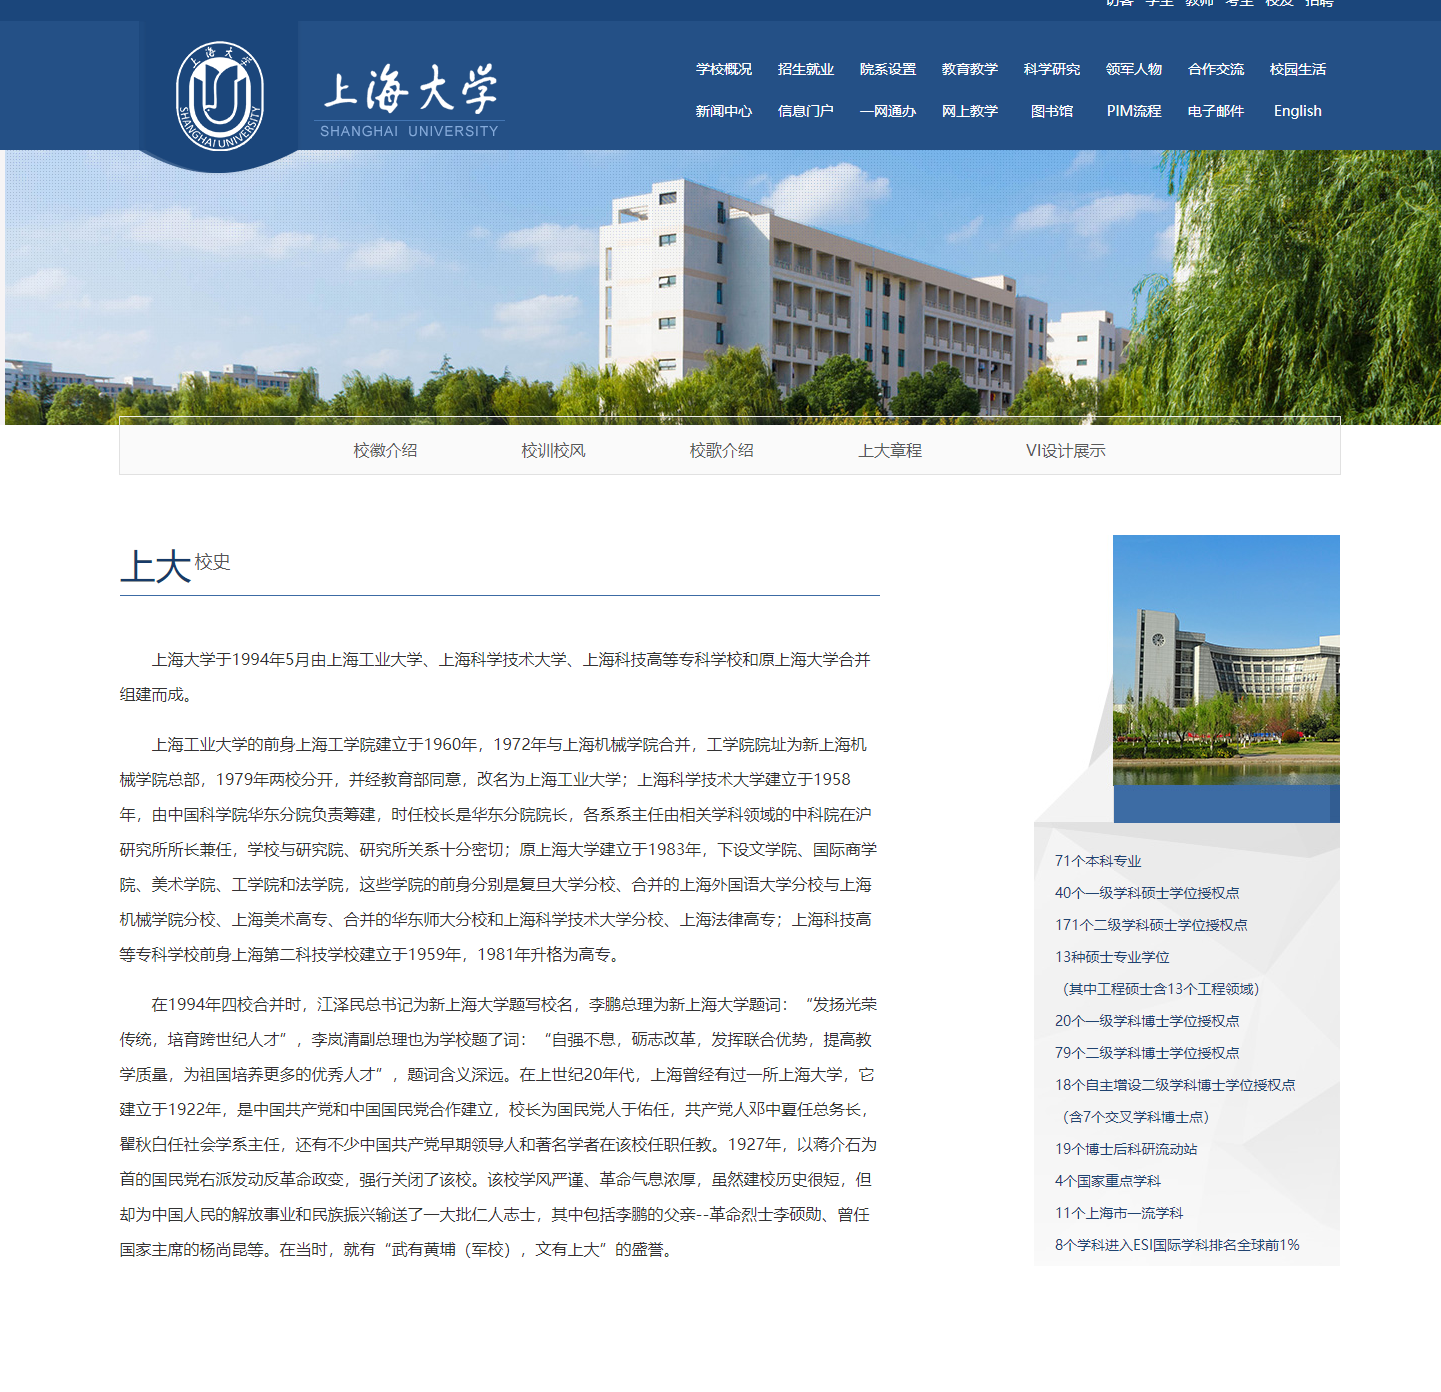 访客 学生 教师 考生 校友 招聘
上海大学
SHANGHAI UNIVERSITY
上海大学
SHANGHAI UNIVERSITY
学校概况 招生就业 院系设置 教育教学 科学研究 领军人物 合作交流 校园生活
新闻中心 信息门户 一网通办 网上教学 图书馆 PIM流程 电子邮件 English
校徽介绍 校训校风 校歌介绍 上大章程 VI设计展示
上大校史
上海大学于1994年5月由上海工业大学、上海科学技术大学、上海科技高等专科学校和原上海大学合并
组建而成。
上海工业大学的前身上海工学院建立于1960年，1972年与上海机械学院合并，工学院院址为新上海机
械学院总部，1979年两校分开，并经教育部同意，改名为上海工业大学；上海科学技术大学建立于1958
年，由中国科学院华东分院负责筹建，时任校长是华东分院院长，各系系主任由相关学科领域的中科院在沪
研究所所长兼任，学校与研究院、研究所关系十分密切；原上海大学建立于1983年，下设文学院、国际商学
院、美术学院、工学院和法学院，这些学院的前身分别是复旦大学分校、合并的上海外国语大学分校与上海
机械学院分校、上海美术高专、合并的华东师大分校和上海科学技术大学分校、上海法律高专；上海科技高
等专科学校前身上海第二科技学校建立于1959年，1981年升格为高专。
在1994年四校合并时，江泽民总书记为新上海大学题写校名，李鹏总理为新上海大学题词：“发扬光荣
传统，培育跨世纪人才”，李岚清副总理也为学校题了词：“自强不息，砺志改革，发挥联合优势，提高教
学质量，为祖国培养更多的优秀人才”，题词含义深远。在上世纪20年代，上海曾经有过一所上海大学，它
建立于1922年，是中国共产党和中国国民党合作建立，校长为国民党人于佑任，共产党人邓中夏任总务长，
瞿秋白任社会学系主任，还有不少中国共产党早期领导人和著名学者在该校任职任教。1927年，以蒋介石为
首的国民党右派发动反革命政变，强行关闭了该校。该校学风严谨、革命气息浓厚，虽然建校历史很短，但
却为中国人民的解放事业和民族振兴输送了一大批仁人志士，其中包括李鹏的父亲--革命烈士李硕勋、曾任
国家主席的杨尚昆等。在当时，就有“武有黄埔（军校），文有上大”的盛誉。
71个本科专业
40个一级学科硕士学位授权点
171个二级学科硕士学位授权点
13种硕士专业学位
（其中工程硕士含13个工程领域）
20个一级学科博士学位授权点
79个二级学科博士学位授权点
18个自主增设二级学科博士学位授权点
（含7个交叉学科博士点）
19个博士后科研流动站
4个国家重点学科
11个上海市一流学科
8个学科进入ESI国际学科排名全球前1%